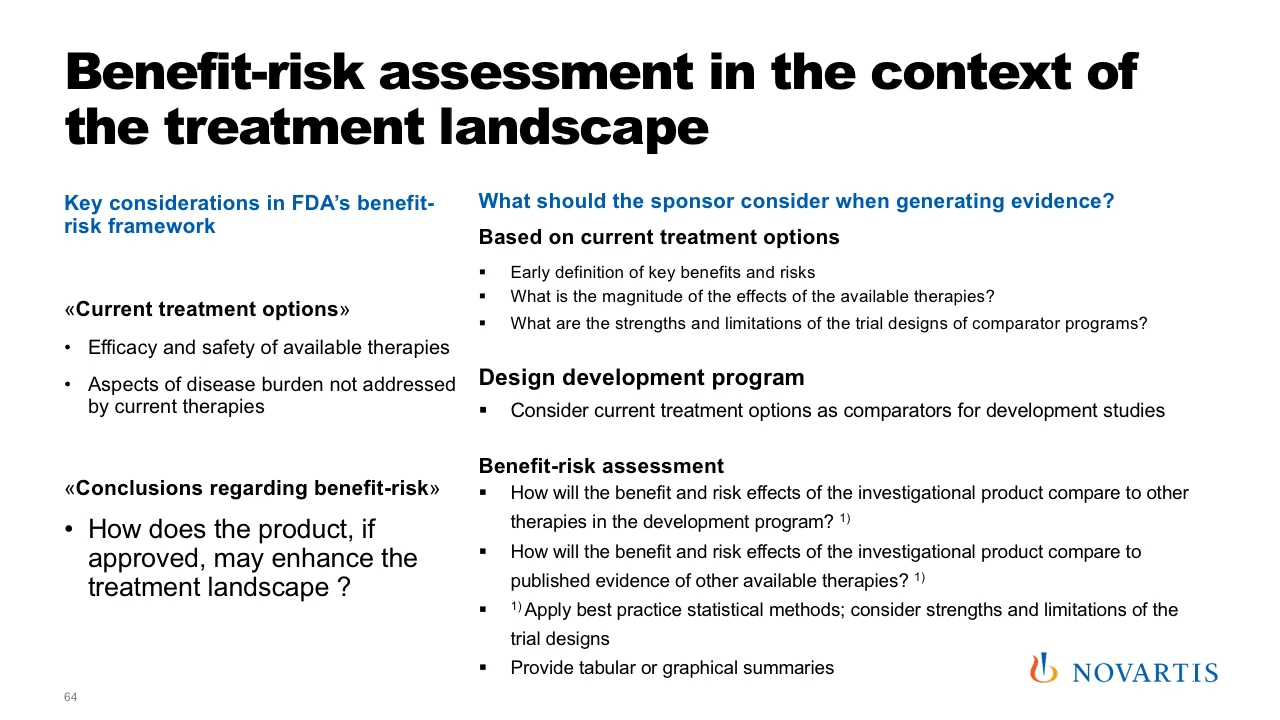 Benefit-risk assessment in the context of
the treatment landscape
Key considerations in FDA’s benefit-
risk framework
«Current treatment options»
• Efficacy and safety of available therapies
• Aspects of disease burden not addressed
by current therapies
«Conclusions regarding benefit-risk»
• How does the product, if
approved, may enhance the
treatment landscape ?
What should the sponsor consider when generating evidence?
Based on current treatment options
▪ Early definition of key benefits and risks
▪ What is the magnitude of the effects of the available therapies?
▪ What are the strengths and limitations of the trial designs of comparator programs?
Design development program
▪ Consider current treatment options as comparators for development studies
Benefit-risk assessment
▪ How will the benefit and risk effects of the investigational product compare to other
therapies in the development program? 1)
▪ How will the benefit and risk effects of the investigational product compare to
published evidence of other available therapies? 1)
▪ 1) Apply best practice statistical methods; consider strengths and limitations of the
trial designs
▪ Provide tabular or graphical summaries
NOVARTIS
64